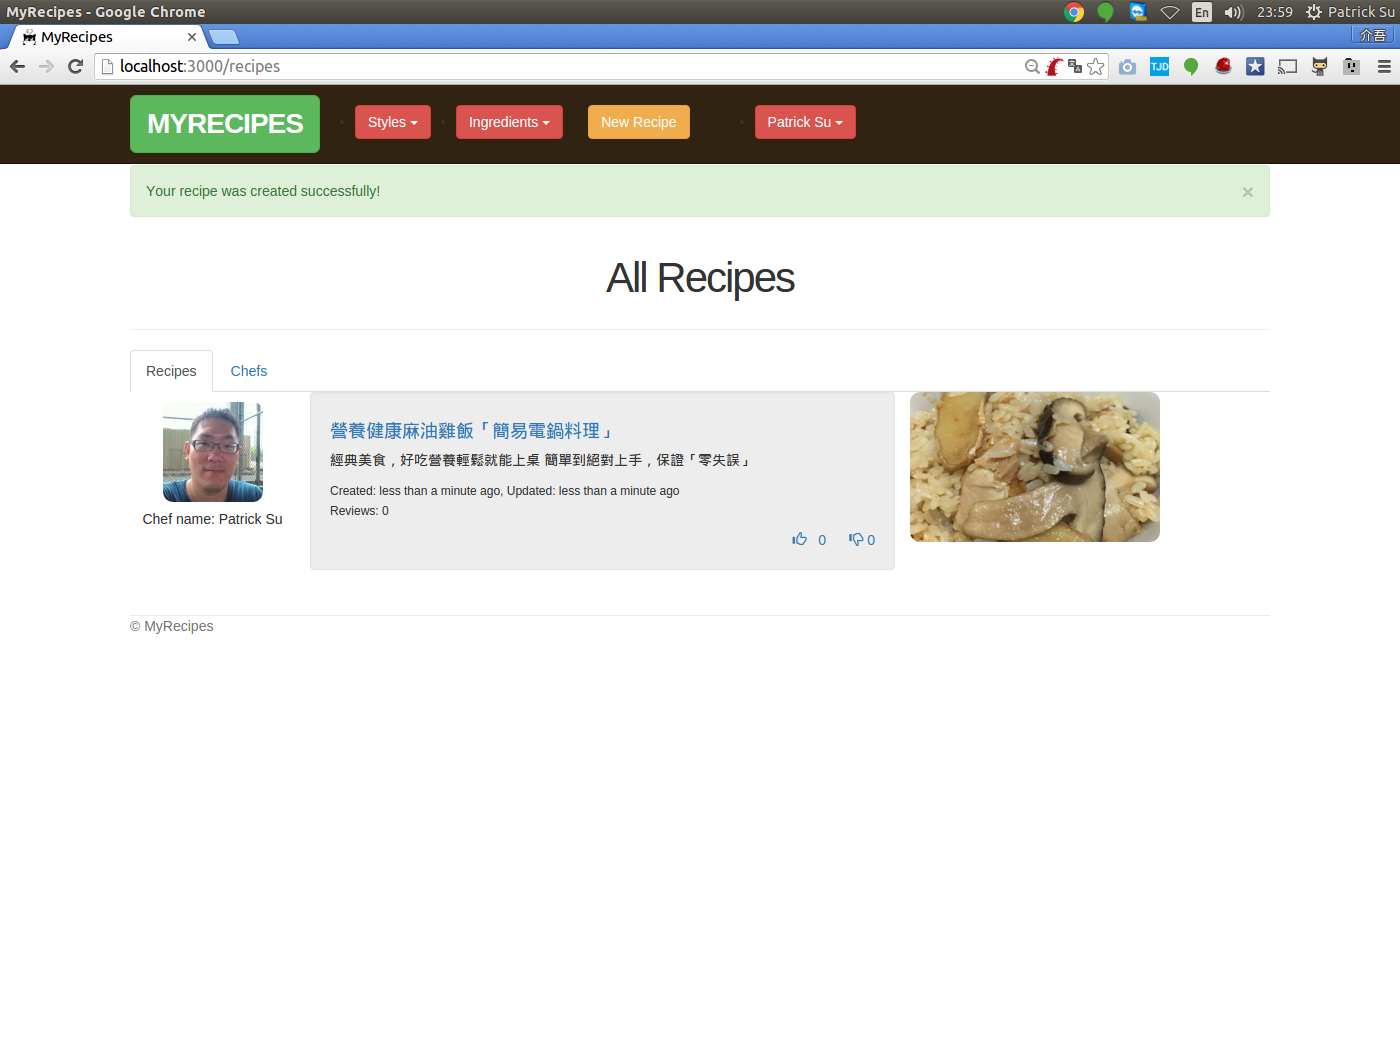 MyRecipes - Google Chrome
En
23:59
Patrick Su
MyRecipes
介吾
localhost:3000/recipes
TJD
MYRECIPES
Styles
Ingredients
New Recipe
Patrick Su
Your recipe was created successfully!
×
All Recipes
Recipes
Chefs
營養健康麻油雞飯「簡易電鍋料理」
經典美食，好吃營養輕鬆就能上桌 簡單到絕對上手，保證「零失誤」
Created: less than a minute ago, Updated: less than a minute ago
Reviews: 0
0
0
Chef name: Patrick Su
© MyRecipes